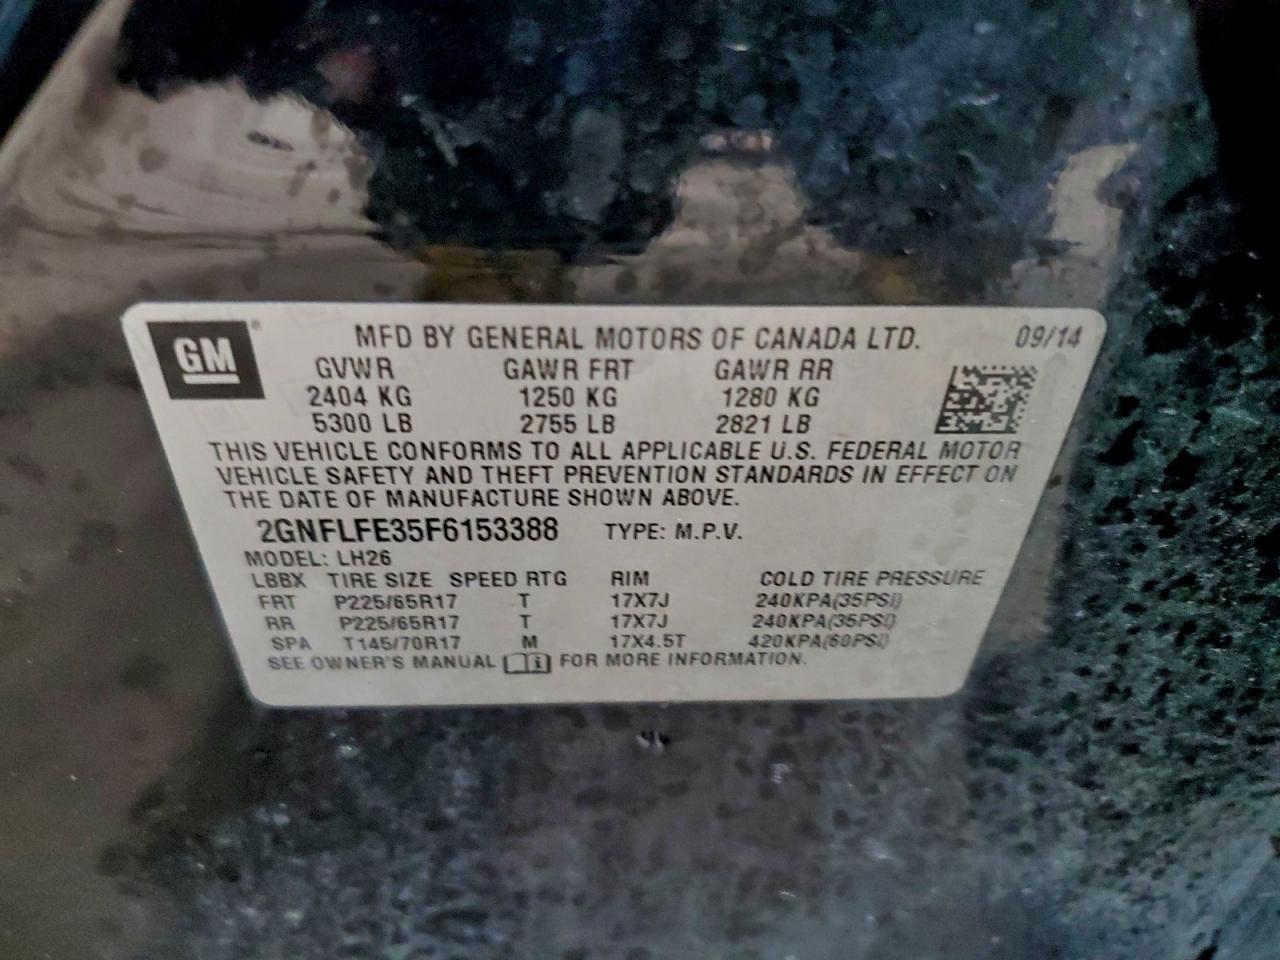 GM
MFD BY GENERAL MOTORS OF CANADA LTD. 09/14
GVWR GAWR FRT GAWR RR
2404 KG 1250 KG 1280 KG
5300 LB 2755 LB 2821 LB
THIS VEHICLE CONFORMS TO ALL APPLICABLE U.S. FEDERAL MOTOR
VEHICLE SAFETY AND THEFT PREVENTION STANDARDS IN EFFECT ON
THE DATE OF MANUFACTURE SHOWN ABOVE.
2GNFLFE35F6153388 TYPE: M.P.V.
MODEL: LH26
LBBX TIRE SIZE SPEED RTG RIM COLD TIRE PRESSURE
FRT P225/65R17 T 17X7J 240KPA(35PSI)
RR P225/65R17 T 17X7J 240KPA(35PSI)
SPA T145/70R17 M 17X4.5T 420KPA(60PSI)
SEE OWNER'S MANUAL FOR MORE INFORMATION.